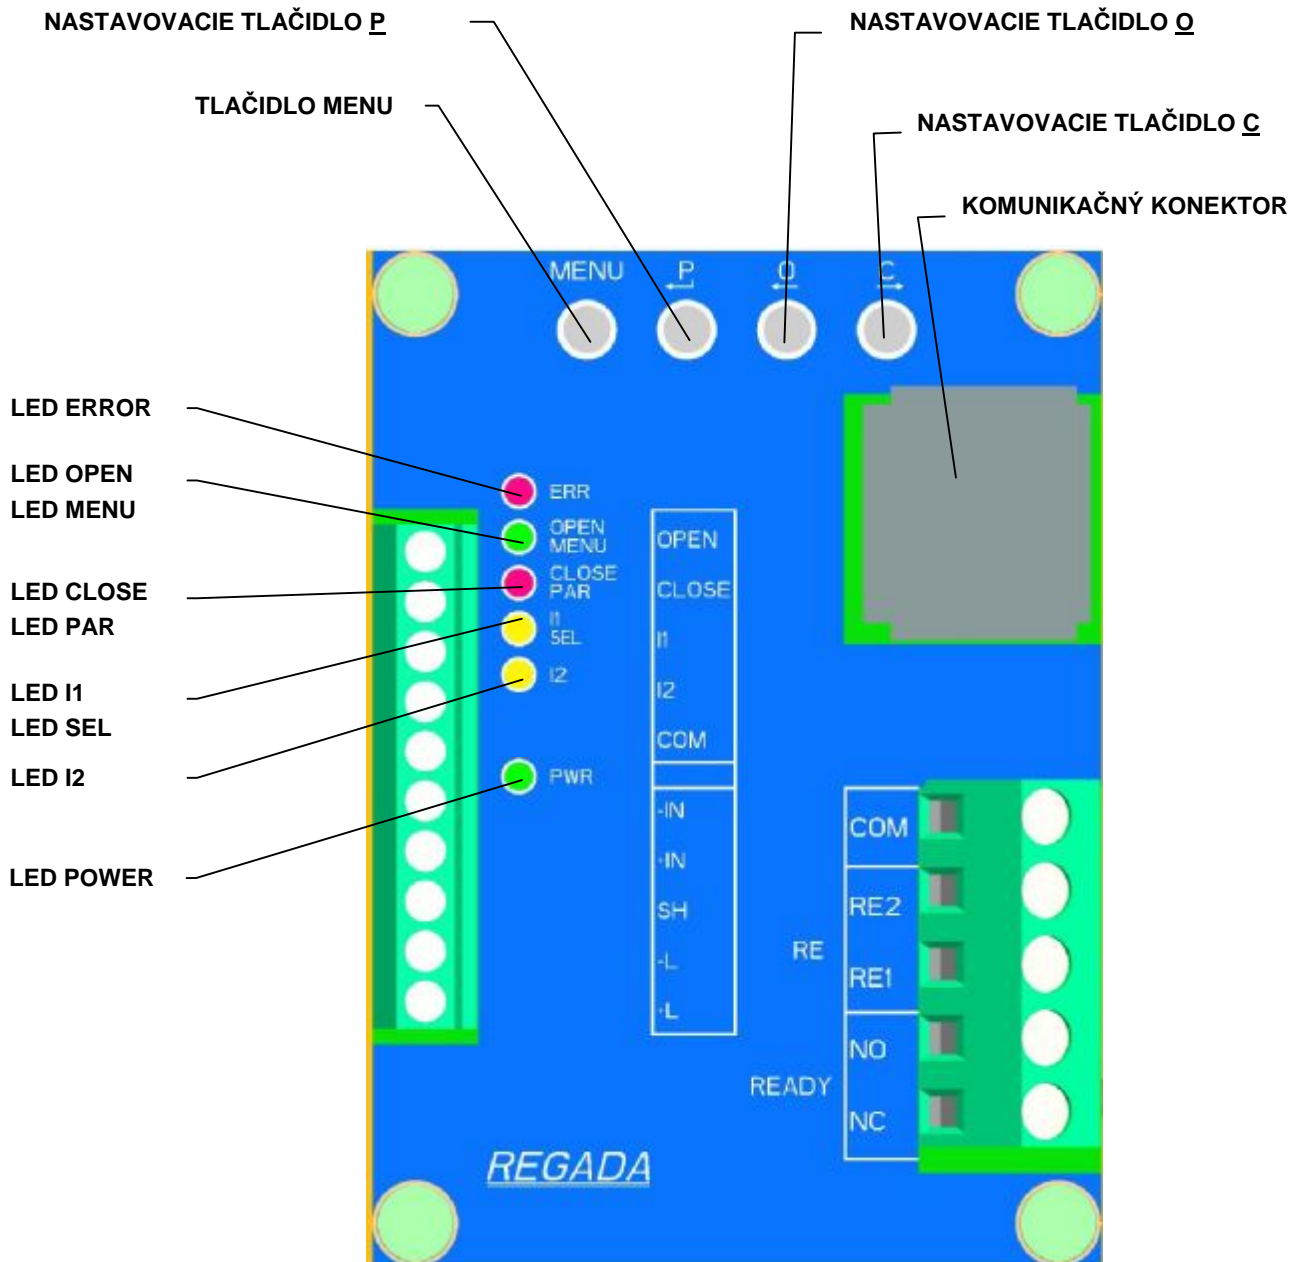 NASTAVOVACIE TLAČIDLO P
NASTAVOVACIE TLAČIDLO O
TLAČIDLO MENU
NASTAVOVACIE TLAČIDLO C
KOMUNIKAČNÝ KONEKTOR
MENU
P
O
C
LED ERROR
LED OPEN
LED MENU
LED CLOSE
LED PAR
LED I1
LED SEL
LED I2
LED POWER
ERR
OPEN
MENU
CLOSE
PAR
I1
SEL
I2
PWR
OPEN
CLOSE
I1
I2
COM
-IN
+IN
SH
-L
+L
COM
RE2
RE
RE1
NO
READY
NC
REGADA